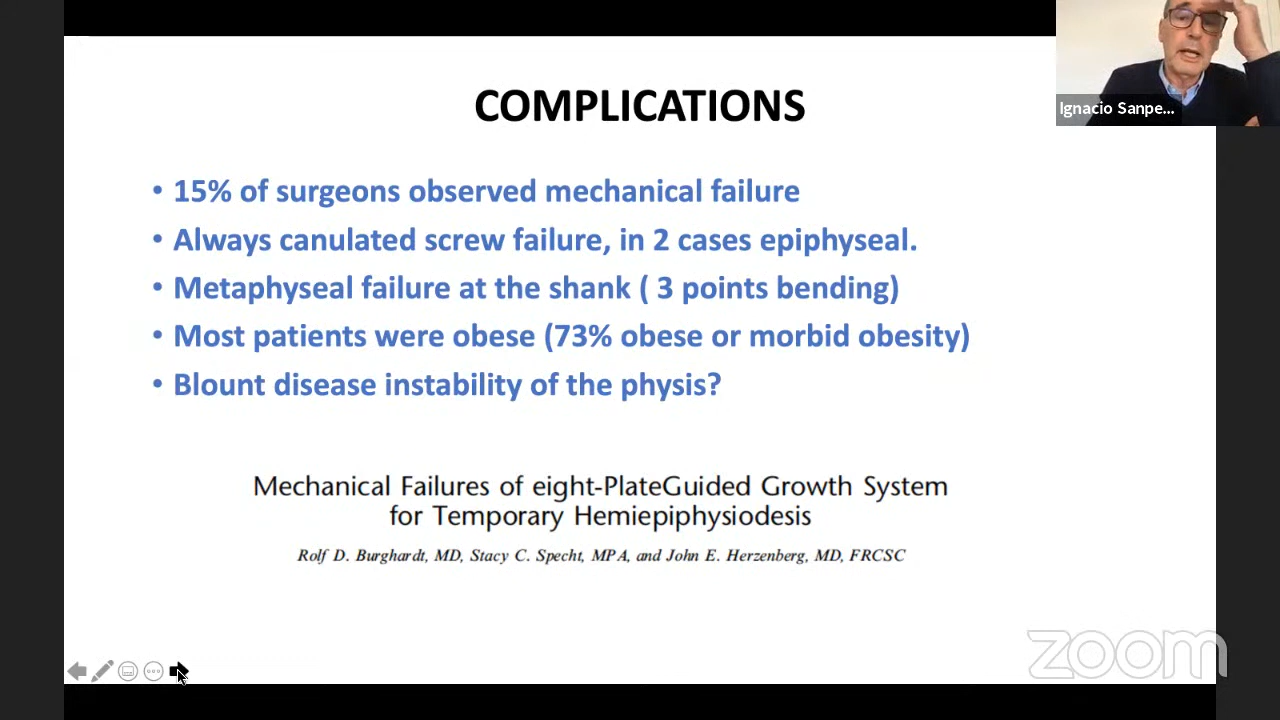 COMPLICATIONS
Ignacio Sanpe...
• 15% of surgeons observed mechanical failure
• Always canulated screw failure, in 2 cases epiphyseal.
• Metaphyseal failure at the shank ( 3 points bending)
• Most patients were obese (73% obese or morbid obesity)
• Blount disease instability of the physis?
Mechanical Failures of eight-PlateGuided Growth System
for Temporary Hemiepiphysiodesis
Rolf D. Burghardt, MD, Stacy C. Specht, MPA, and John E. Herzenberg, MD, FRCSC
zoom